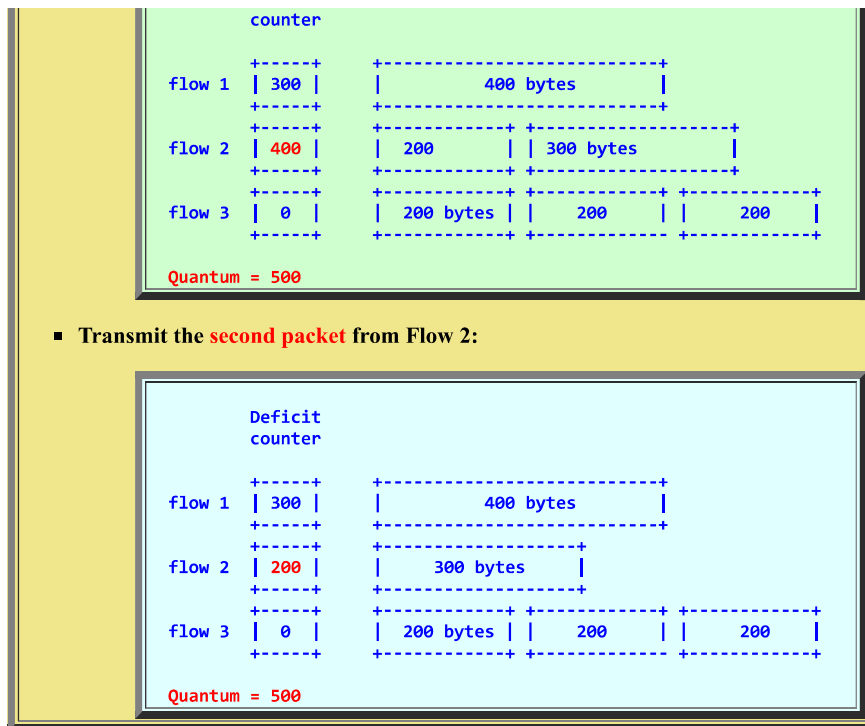 counter
+-----+ +---------------------------+
flow 1 | 300 | | 400 bytes |
+-----+ +---------------------------+
+-----+ +------------+ +-------------------+
flow 2 | 400 | | 200 | | 300 bytes |
+-----+ +------------+ +-------------------+
+-----+ +------------+ +------------+ +------------+
flow 3 | 0 | | 200 bytes | | 200 | | 200 |
+-----+ +------------+ +------------- +------------+
Quantum = 500
▪ Transmit the second packet from Flow 2:
Deficit
counter
+-----+ +---------------------------+
flow 1 | 300 | | 400 bytes |
+-----+ +---------------------------+
+-----+ +-------------------+
flow 2 | 200 | | 300 bytes |
+-----+ +-------------------+
+-----+ +------------+ +------------+ +------------+
flow 3 | 0 | | 200 bytes | | 200 | | 200 |
+-----+ +------------+ +------------- +------------+
Quantum = 500